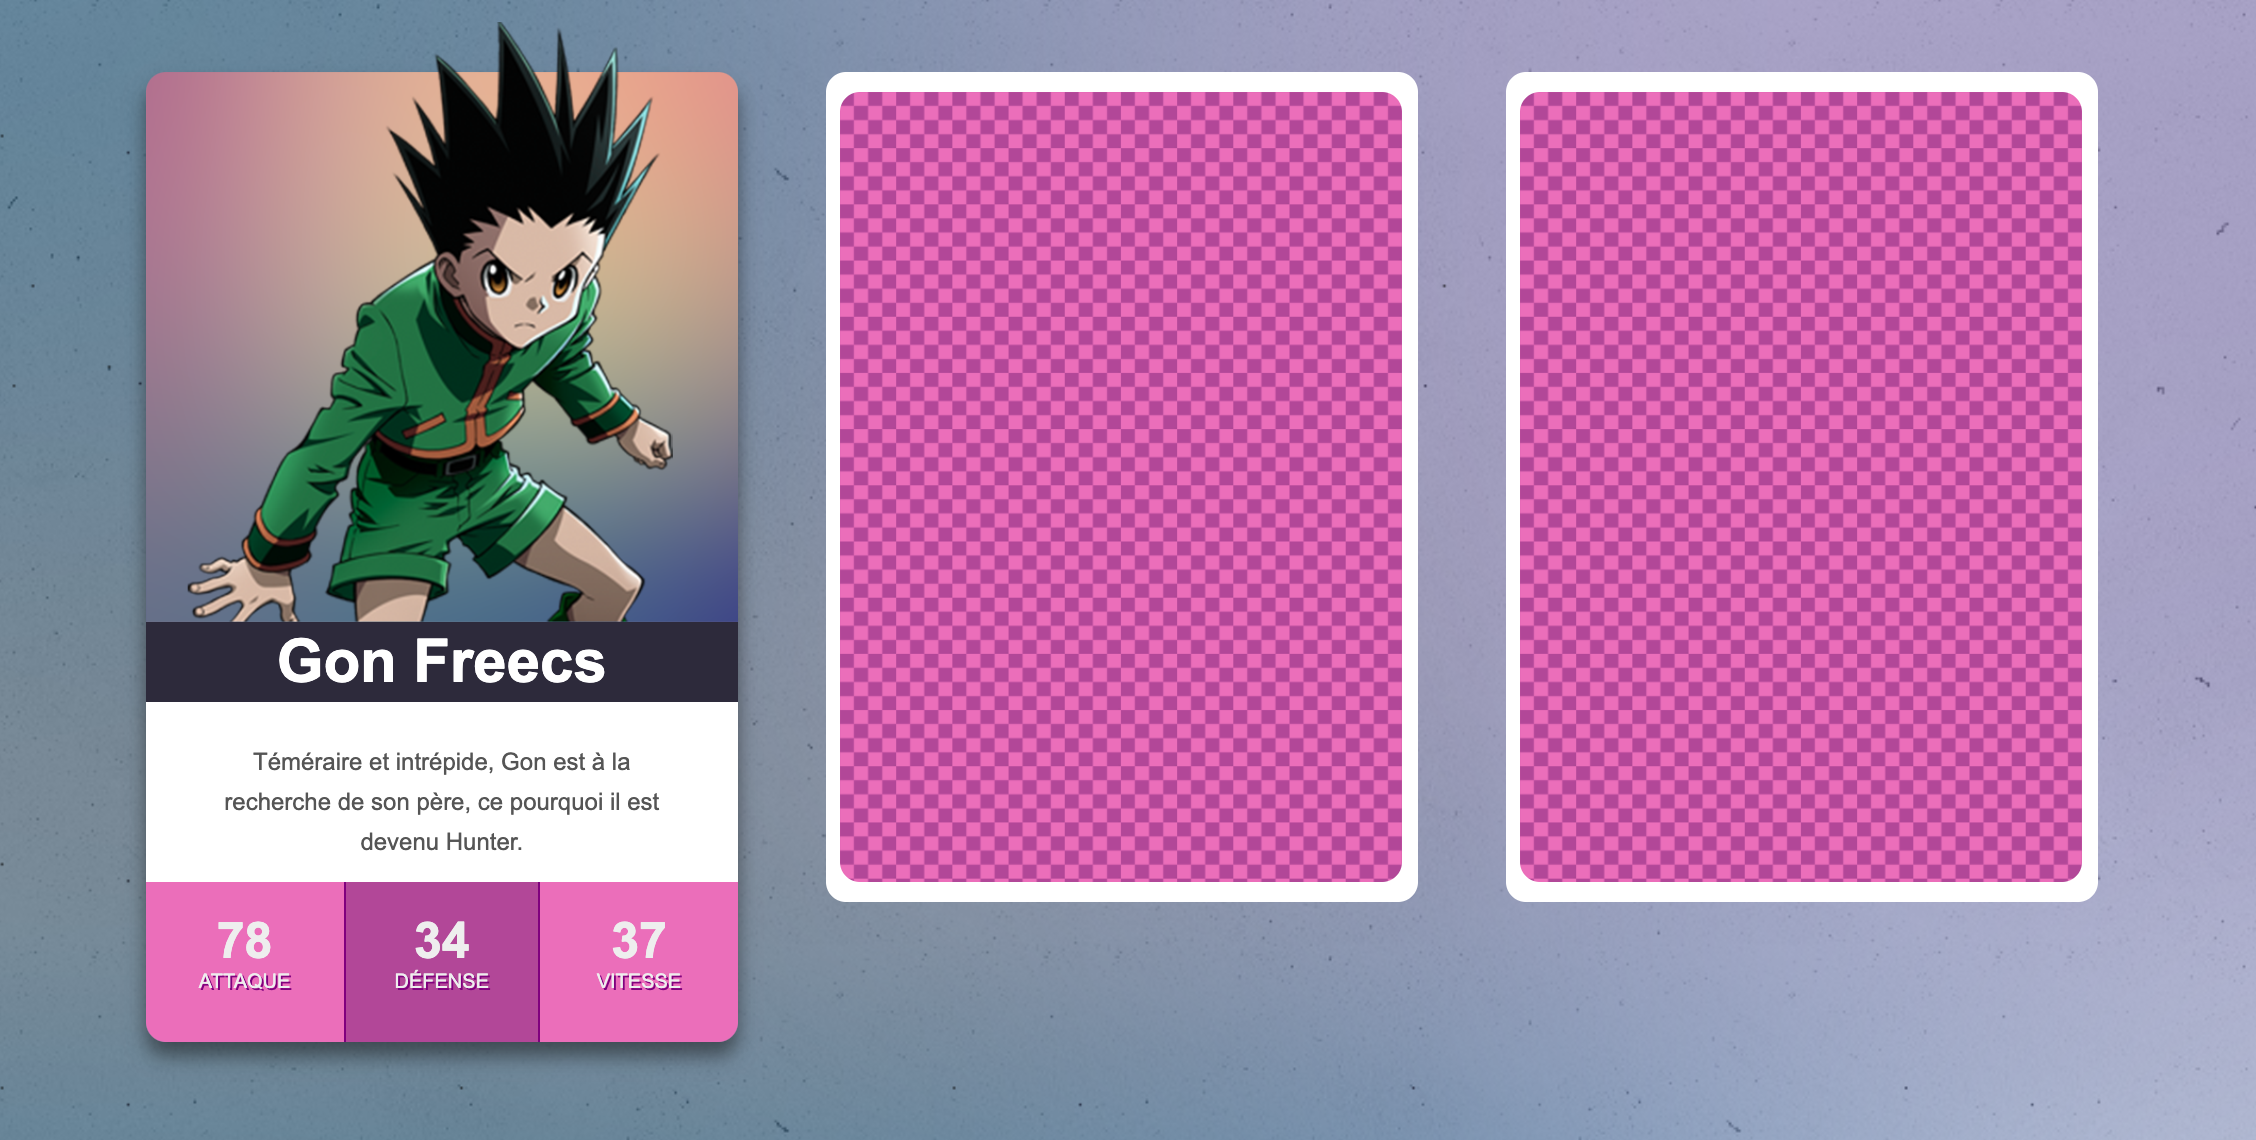 Gon Freecs
Téméraire et intrépide, Gon est à la
recherche de son père, ce pourquoi il est
devenu Hunter.
78
ATTAQUE
34
DÉFENSE
37
VITESSE